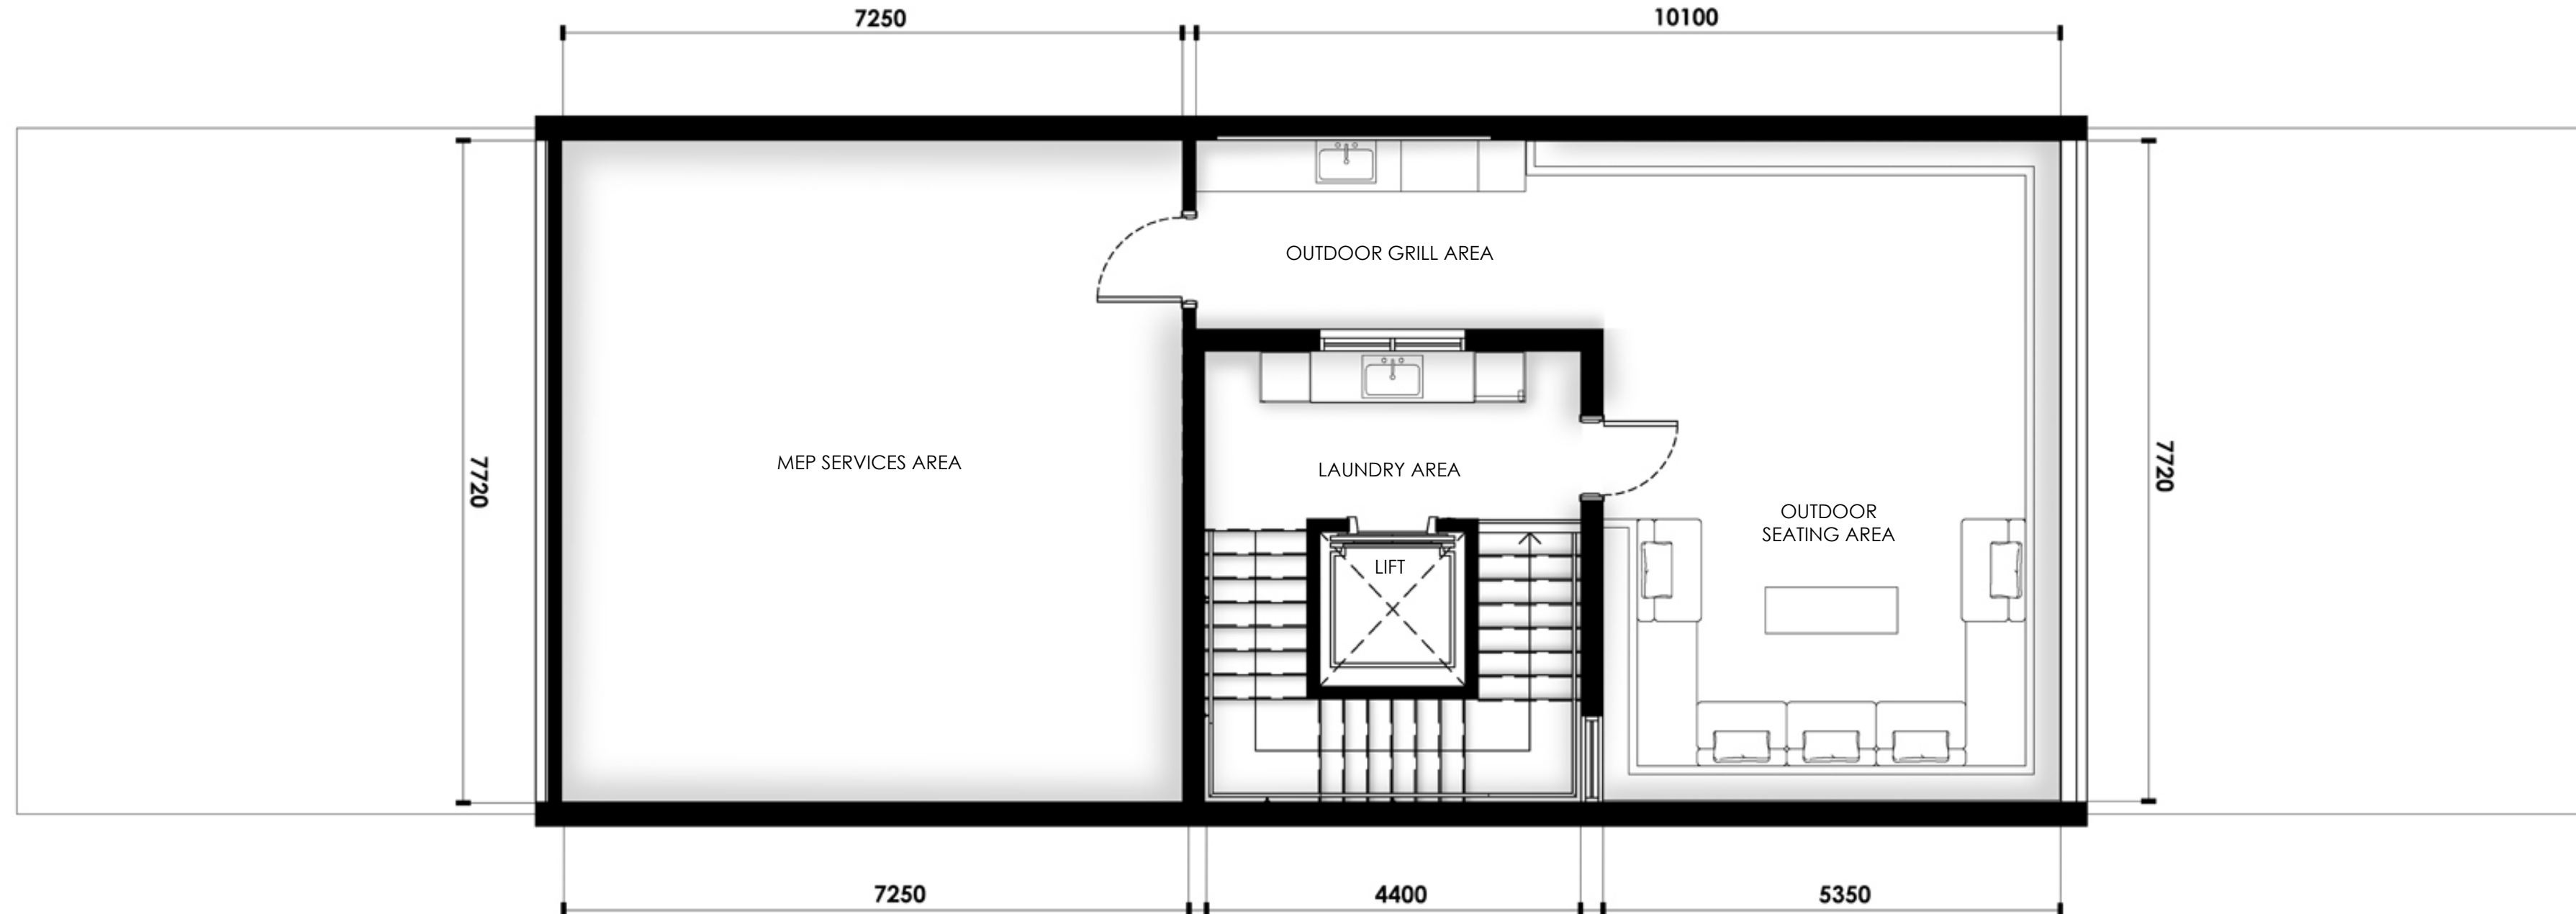 7250
10100
OUTDOOR GRILL AREA
MEP SERVICES AREA
LAUNDRY AREA
7720
7720
OUTDOOR
SEATING AREA
LIFT
7250
4400
5350